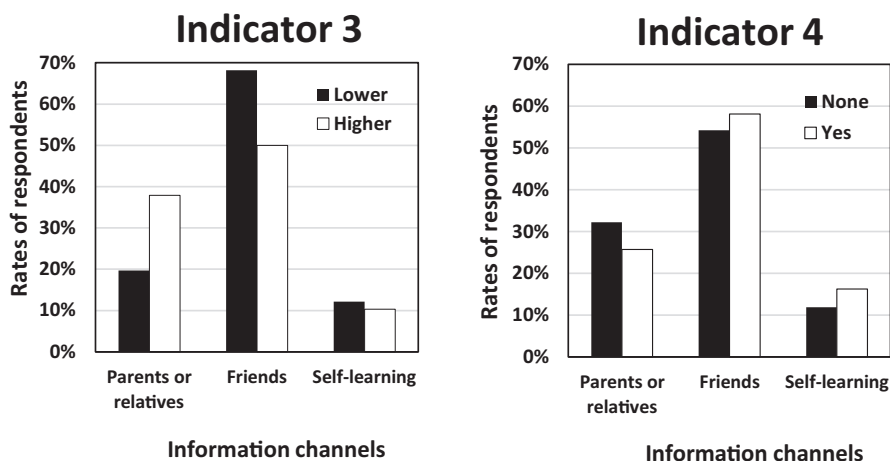 Indicator 3
Rates of respondents
70%
60%
50%
40%
30%
20%
10%
0%
Lower
Higher
Parents or
relatives
Friends
Self-learning
Information channels
Indicator 4
Rates of respondents
70%
60%
50%
40%
30%
20%
10%
0%
None
Yes
Parents or
relatives
Friends
Self-learning
Information channels